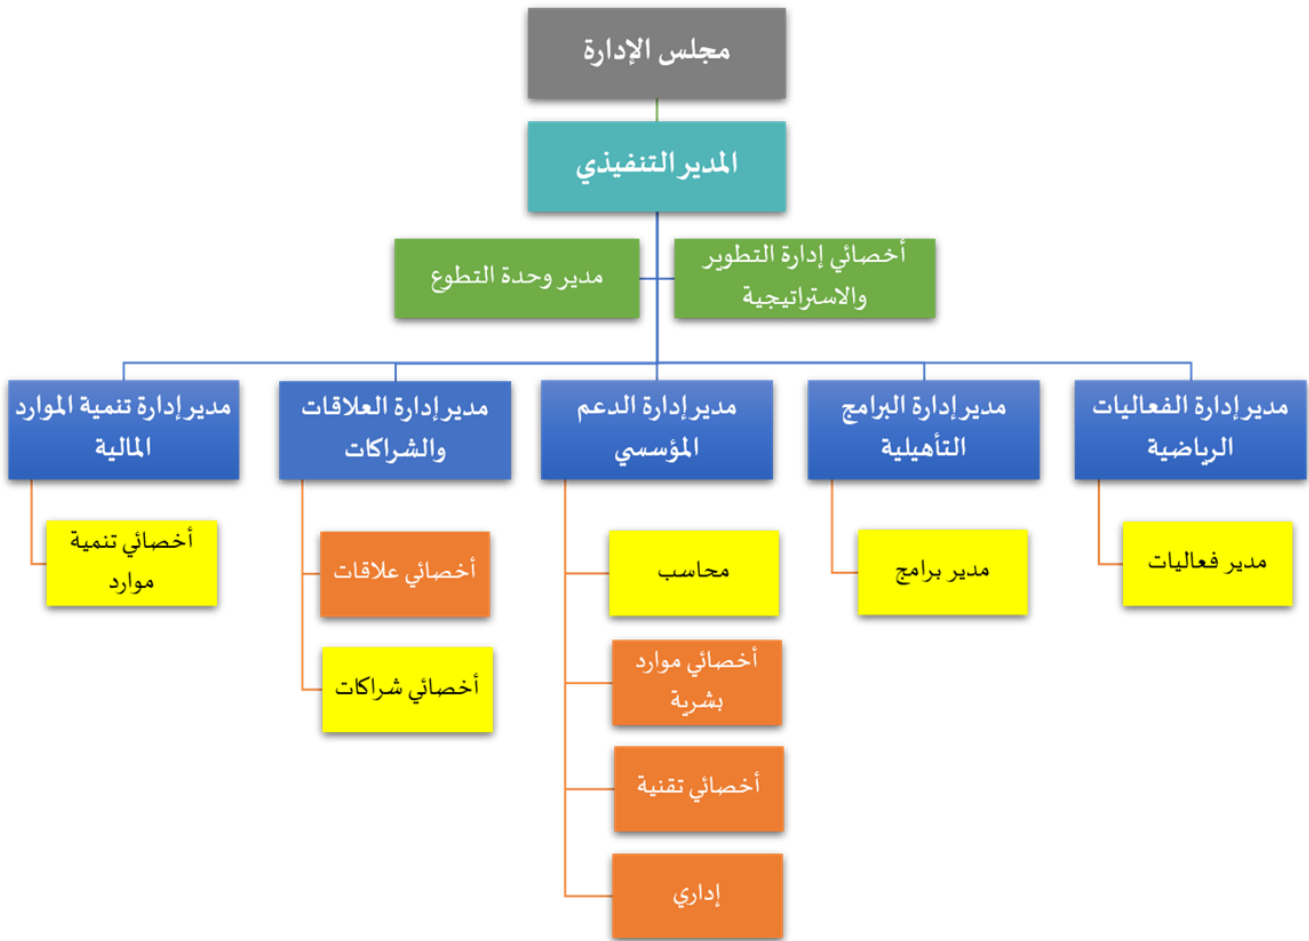 مجلس الإدارة
المدير التنفيذي
أخصائي إدارة التطوير
والاستراتيجية
مدير وحدة التطوع
مدير إدارة الفعاليات
الرياضية
مدير إدارة البرامج
التأهيلية
مدير إدارة الدعم
المؤسسي
مدير إدارة العلاقات
والشراكات
مدير إدارة تنمية الموارد
المالية
مدير فعاليات
مدير برامج
محاسب
أخصائي موارد
بشرية
أخصائي تقنية
إداري
أخصائي علاقات
أخصائي شراكات
أخصائي تنمية
موارد